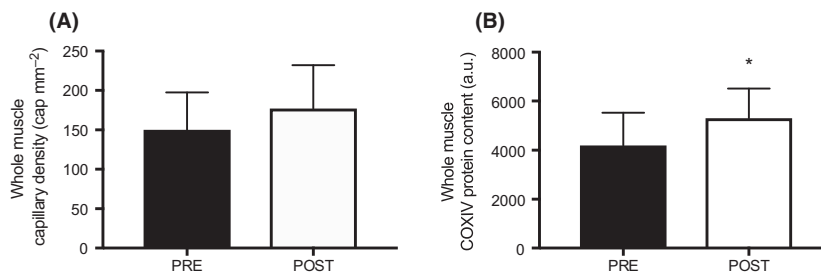 (A)
Whole muscle
capillary density (cap mm⁻²)
250
200
150
100
50
0
PRE
POST
(B)
Whole muscle
COXIV protein content (a.u.)
8000
6000
4000
2000
0
*
PRE
POST